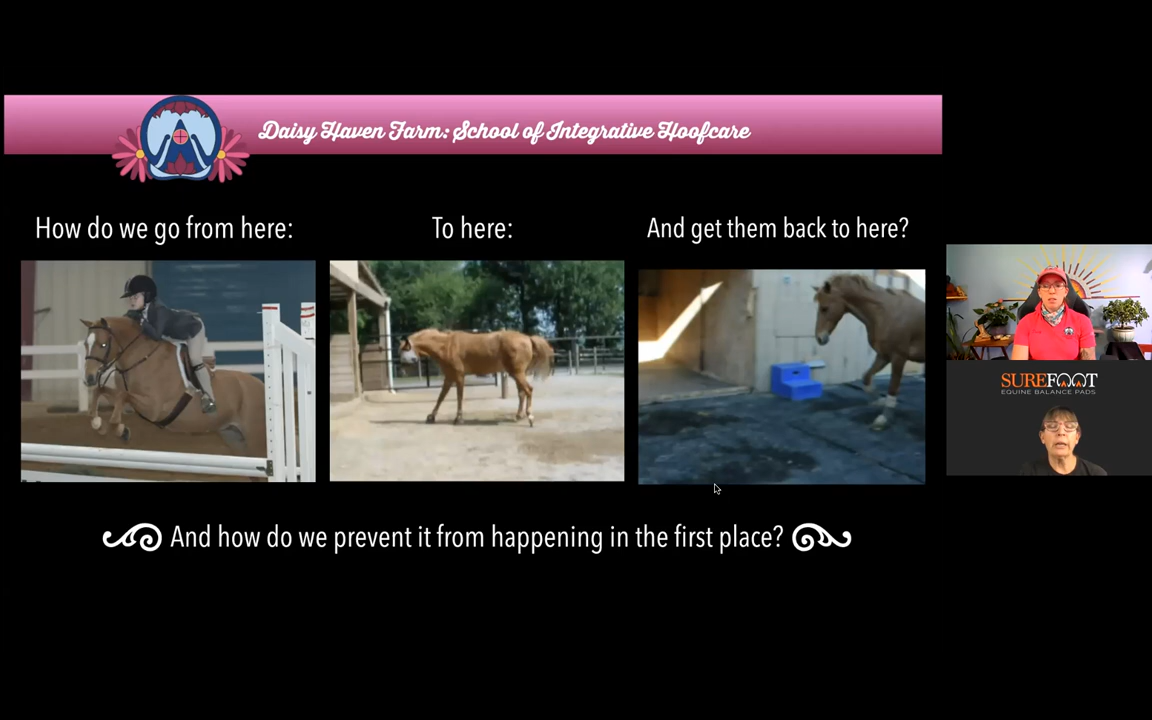 Daisy Haven Farm: School of Integrative Hoofcare
How do we go from here:
To here:
And get them back to here?
SUREFOOT
EQUINE BALANCE PADS
And how do we prevent it from happening in the first place?